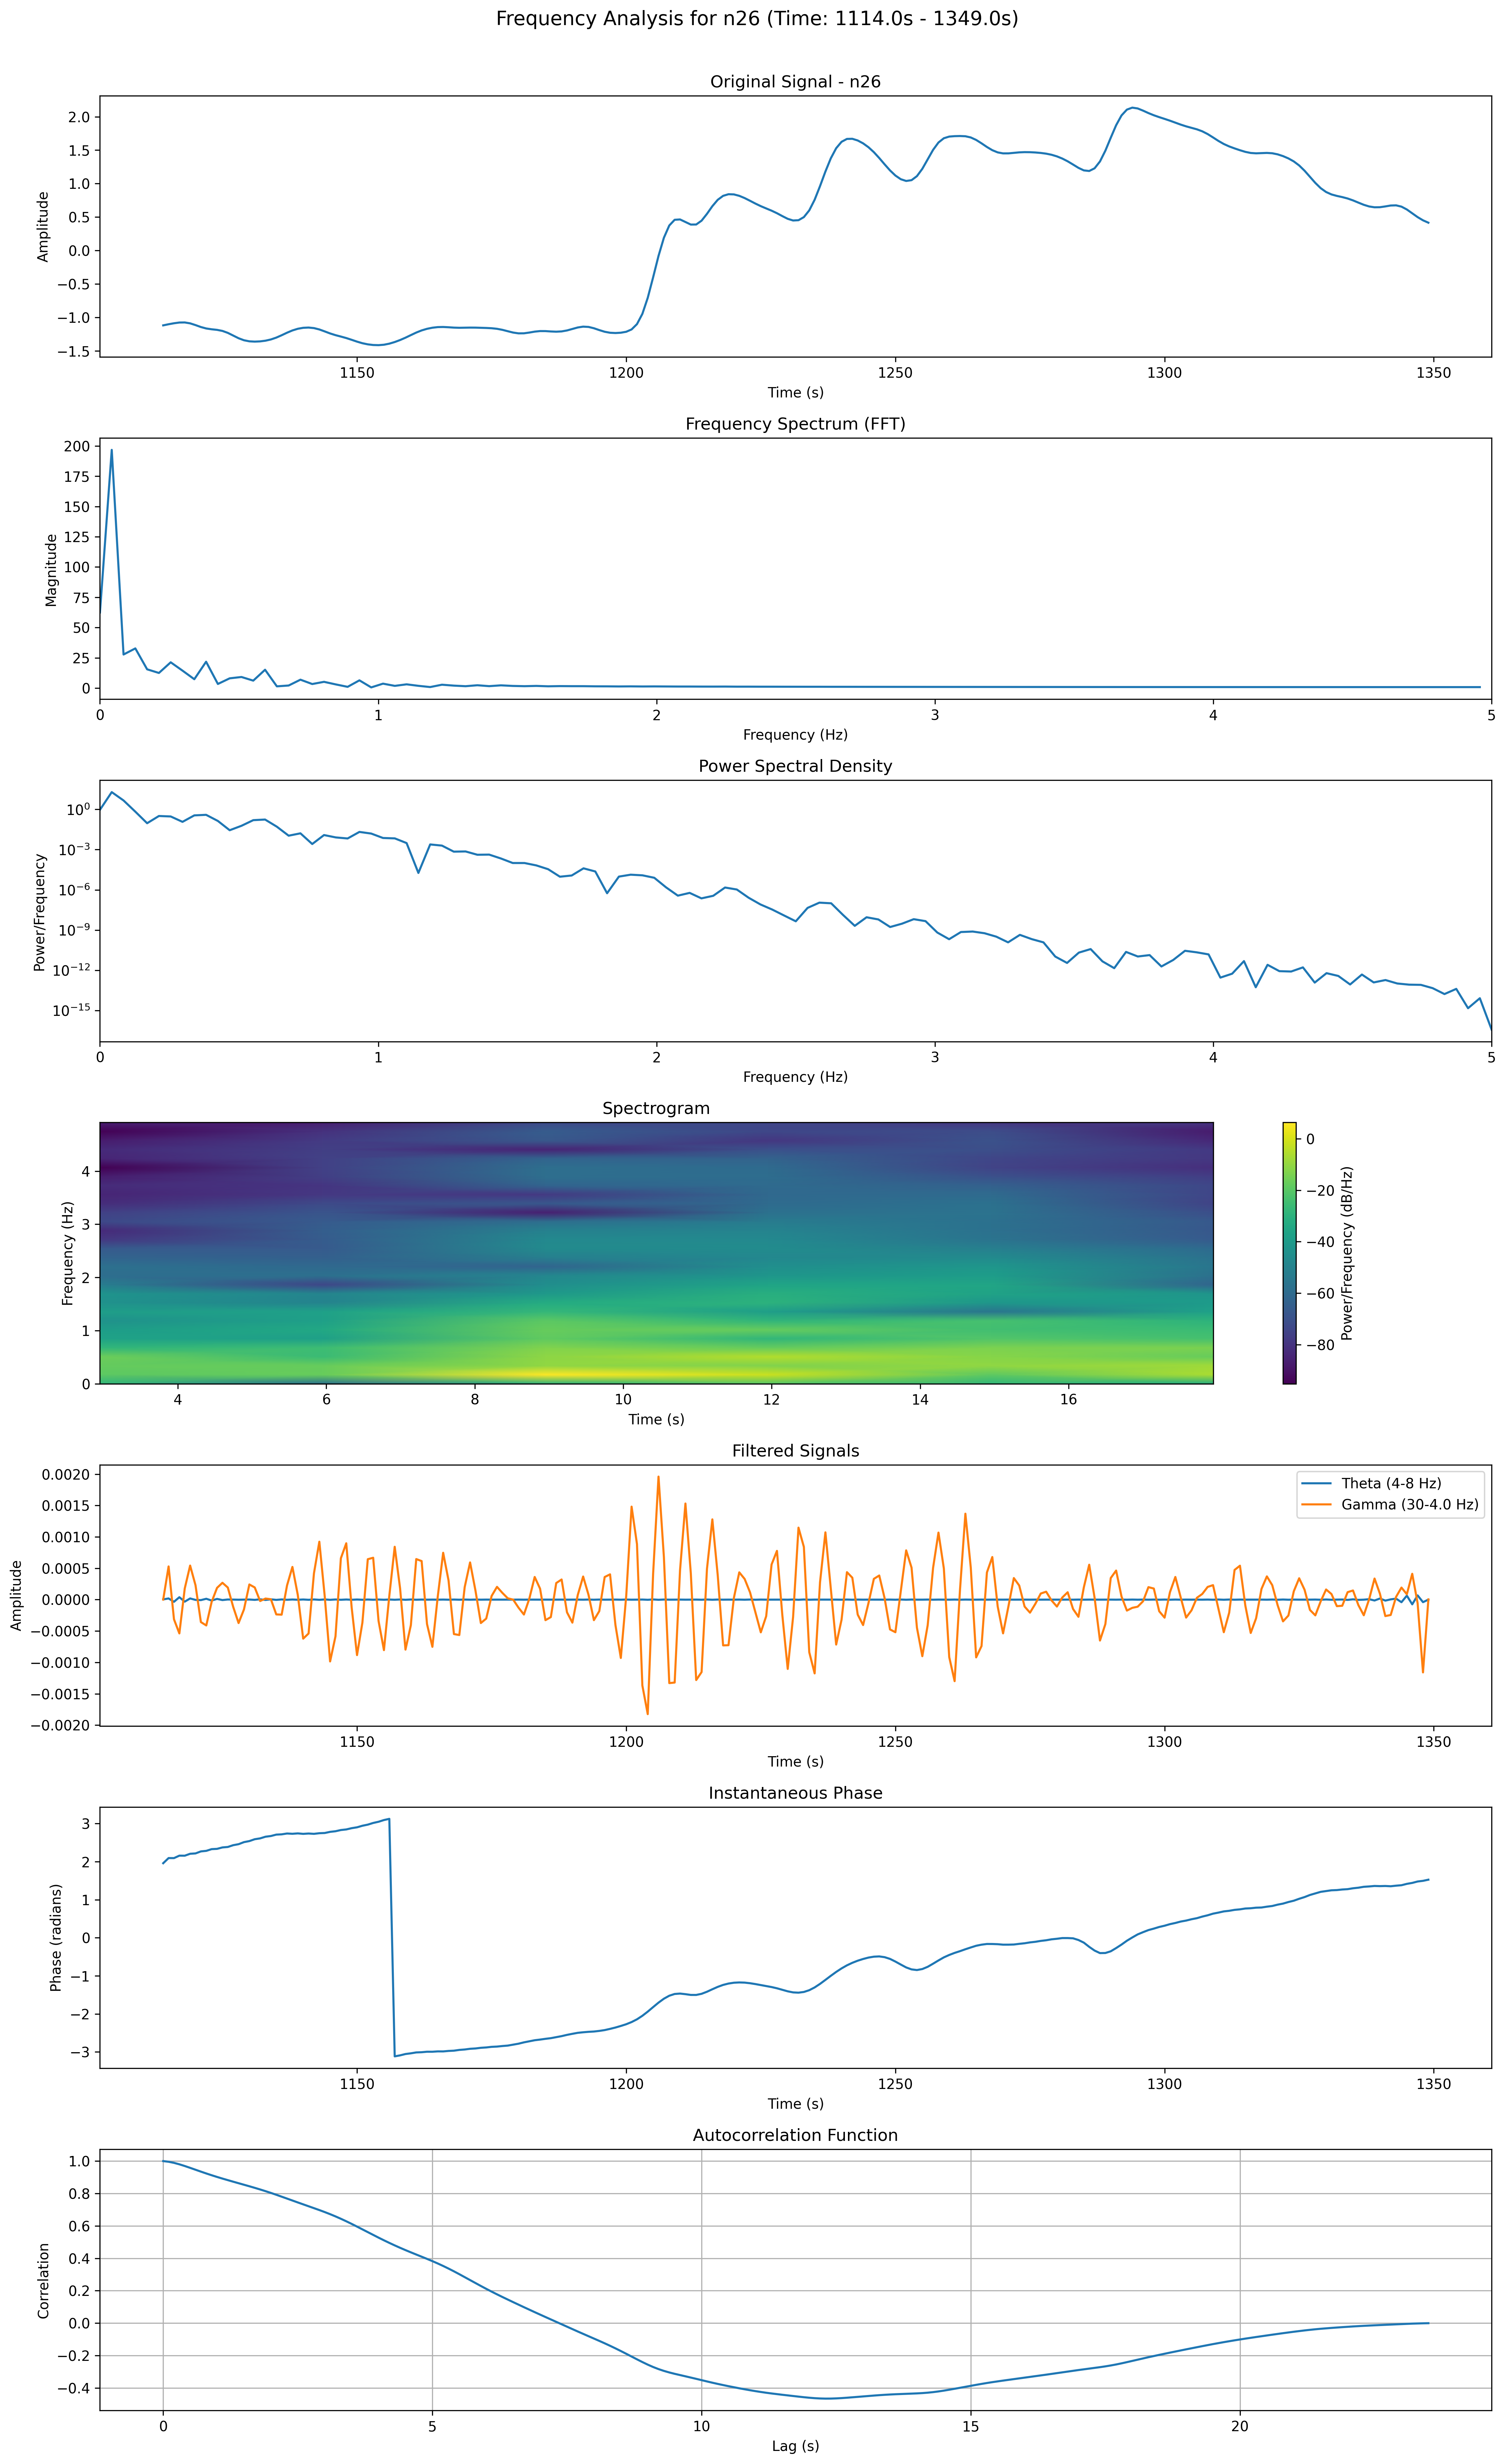 Frequency Analysis for n26 (Time: 1114.0s - 1349.0s)
Original Signal - n26
2.0
1.5
1.0
0.5
0.0
−0.5
−1.0
−1.5
Amplitude
1150 1200 1250 1300 1350
Time (s)
Frequency Spectrum (FFT)
200
175
150
125
100
75
50
25
0
Magnitude
0 1 2 3 4 5
Frequency (Hz)
Power Spectral Density
10⁰
10⁻³
10⁻⁶
10⁻⁹
10⁻¹²
10⁻¹⁵
Power/Frequency
0 1 2 3 4 5
Frequency (Hz)
Spectrogram
4
3
2
1
0
Frequency (Hz)
4 6 8 10 12 14 16
Time (s)
0
−20
−40
−60
−80
Power/Frequency (dB/Hz)
Filtered Signals
0.0020
0.0015
0.0010
0.0005
0.0000
−0.0005
−0.0010
−0.0015
−0.0020
Amplitude
Theta (4-8 Hz)
Gamma (30-4.0 Hz)
1150 1200 1250 1300 1350
Time (s)
Instantaneous Phase
3
2
1
0
−1
−2
−3
Phase (radians)
1150 1200 1250 1300 1350
Time (s)
Autocorrelation Function
1.0
0.8
0.6
0.4
0.2
0.0
−0.2
−0.4
Correlation
0 5 10 15 20
Lag (s)